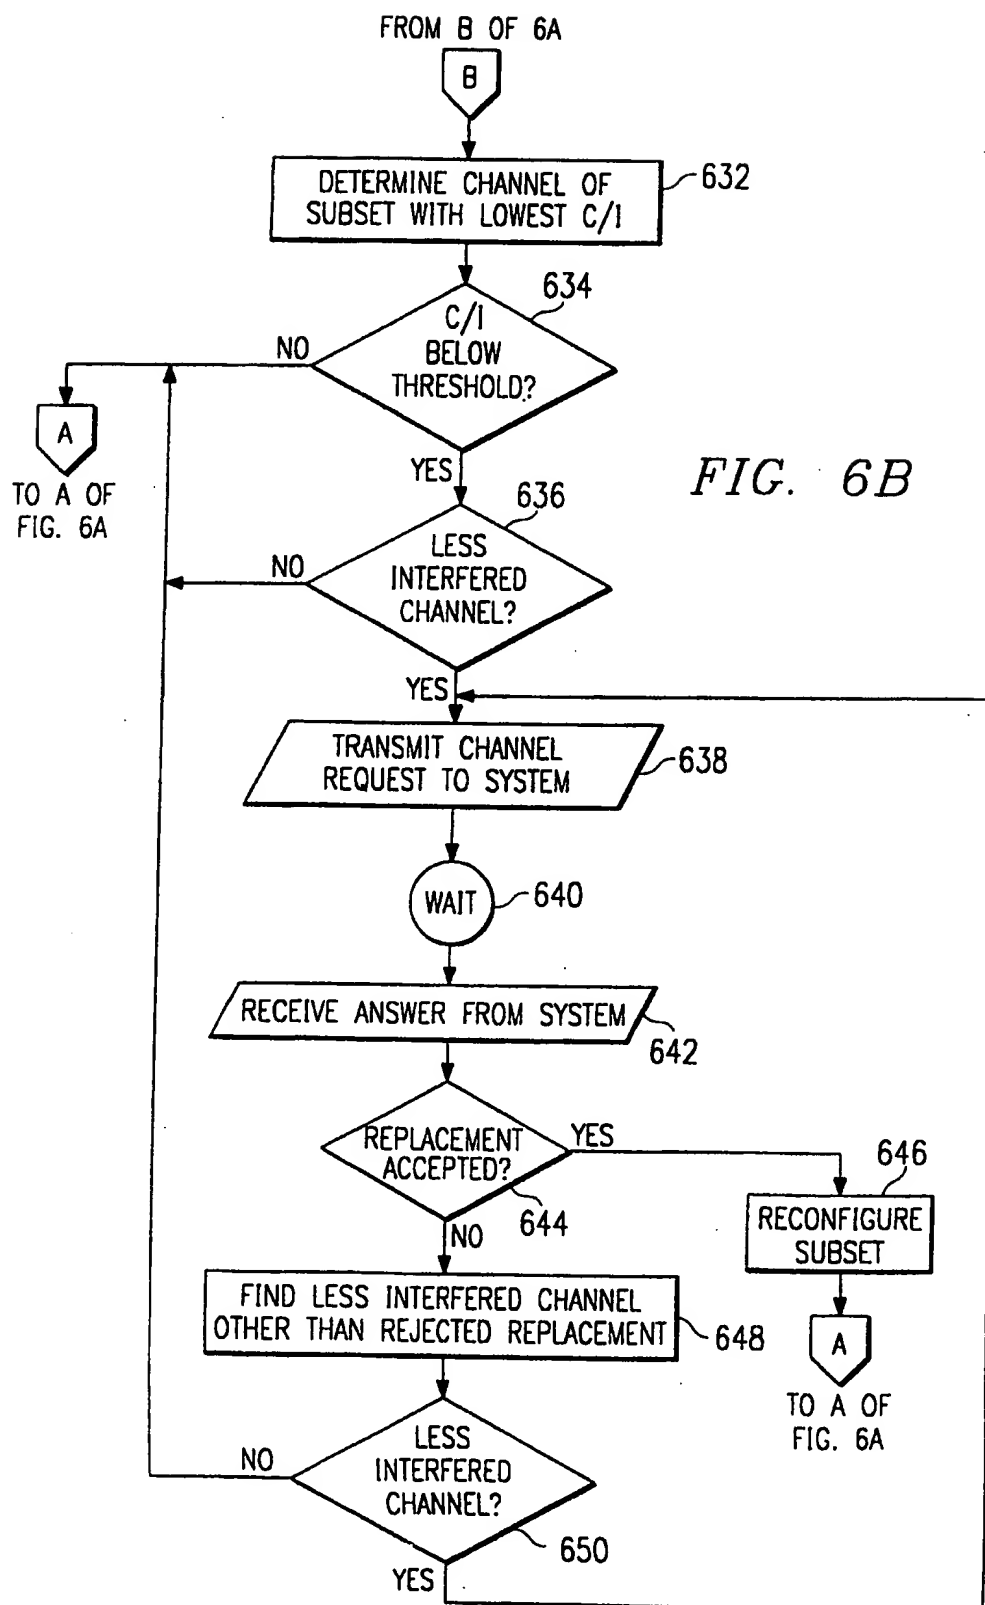 FROM B OF 6A
B
DETERMINE CHANNEL OF
SUBSET WITH LOWEST C/I
632
634
C/I
BELOW
THRESHOLD?
NO
A
TO A OF
FIG. 6A
YES
FIG. 6B
636
LESS
INTERFERED
CHANNEL?
NO
YES
TRANSMIT CHANNEL
REQUEST TO SYSTEM
638
WAIT
640
RECEIVE ANSWER FROM SYSTEM
642
REPLACEMENT
ACCEPTED?
YES
644
NO
646
RECONFIGURE
SUBSET
A
TO A OF
FIG. 6A
FIND LESS INTERFERED CHANNEL
OTHER THAN REJECTED REPLACEMENT
648
LESS
INTERFERED
CHANNEL?
NO
650
YES